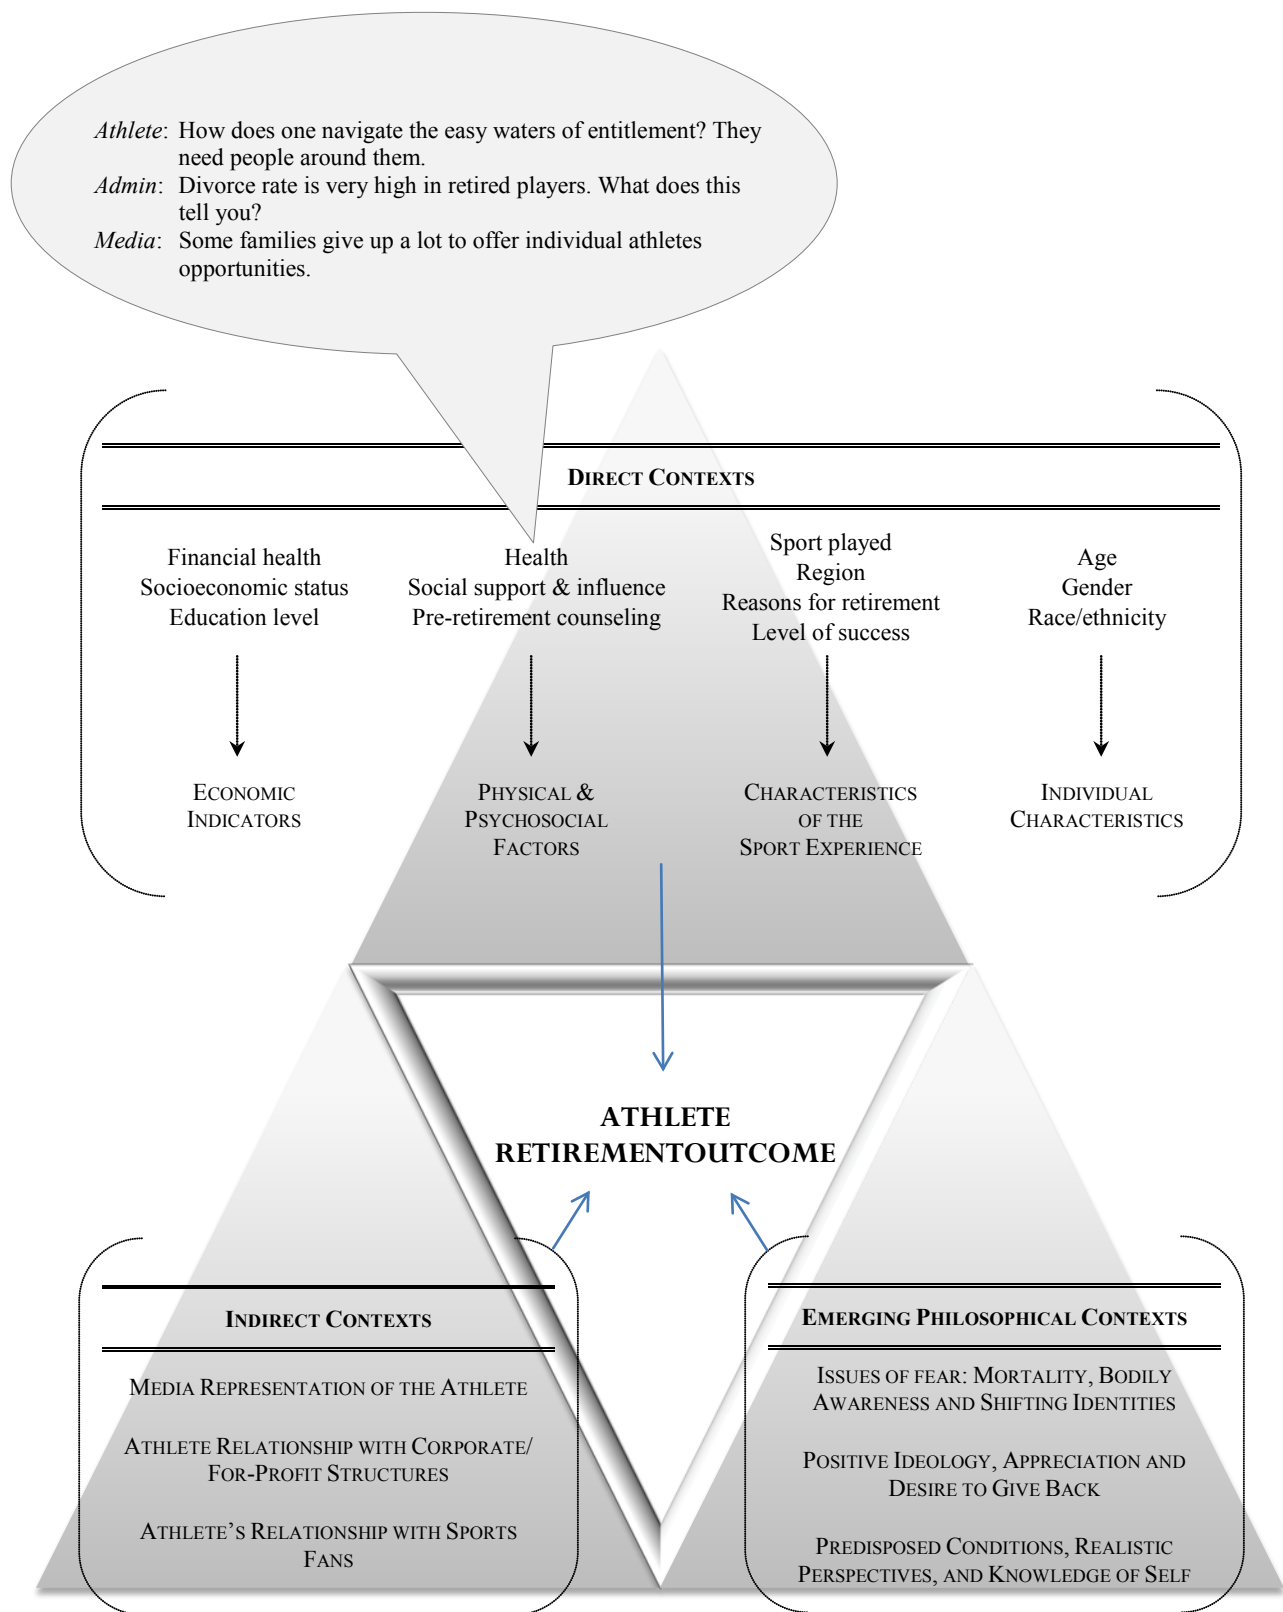 Athlete: How does one navigate the easy waters of entitlement? They
need people around them.
Admin: Divorce rate is very high in retired players. What does this
tell you?
Media: Some families give up a lot to offer individual athletes
opportunities.
DIRECT CONTEXTS
Financial health
Socioeconomic status
Education level
Health
Social support & influence
Pre-retirement counseling
Sport played
Region
Reasons for retirement
Level of success
Age
Gender
Race/ethnicity
ECONOMIC
INDICATORS
PHYSICAL &
PSYCHOSOCIAL
FACTORS
CHARACTERISTICS
OF THE
SPORT EXPERIENCE
INDIVIDUAL
CHARACTERISTICS
ATHLETE
RETIREMENTOUTCOME
INDIRECT CONTEXTS
MEDIA REPRESENTATION OF THE ATHLETE
ATHLETE RELATIONSHIP WITH CORPORATE/
FOR-PROFIT STRUCTURES
ATHLETE'S RELATIONSHIP WITH SPORTS
FANS
EMERGING PHILOSOPHICAL CONTEXTS
ISSUES OF FEAR: MORTALITY, BODILY
AWARENESS AND SHIFTING IDENTITIES
POSITIVE IDEOLOGY, APPRECIATION AND
DESIRE TO GIVE BACK
PREDISPOSED CONDITIONS, REALISTIC
PERSPECTIVES, AND KNOWLEDGE OF SELF